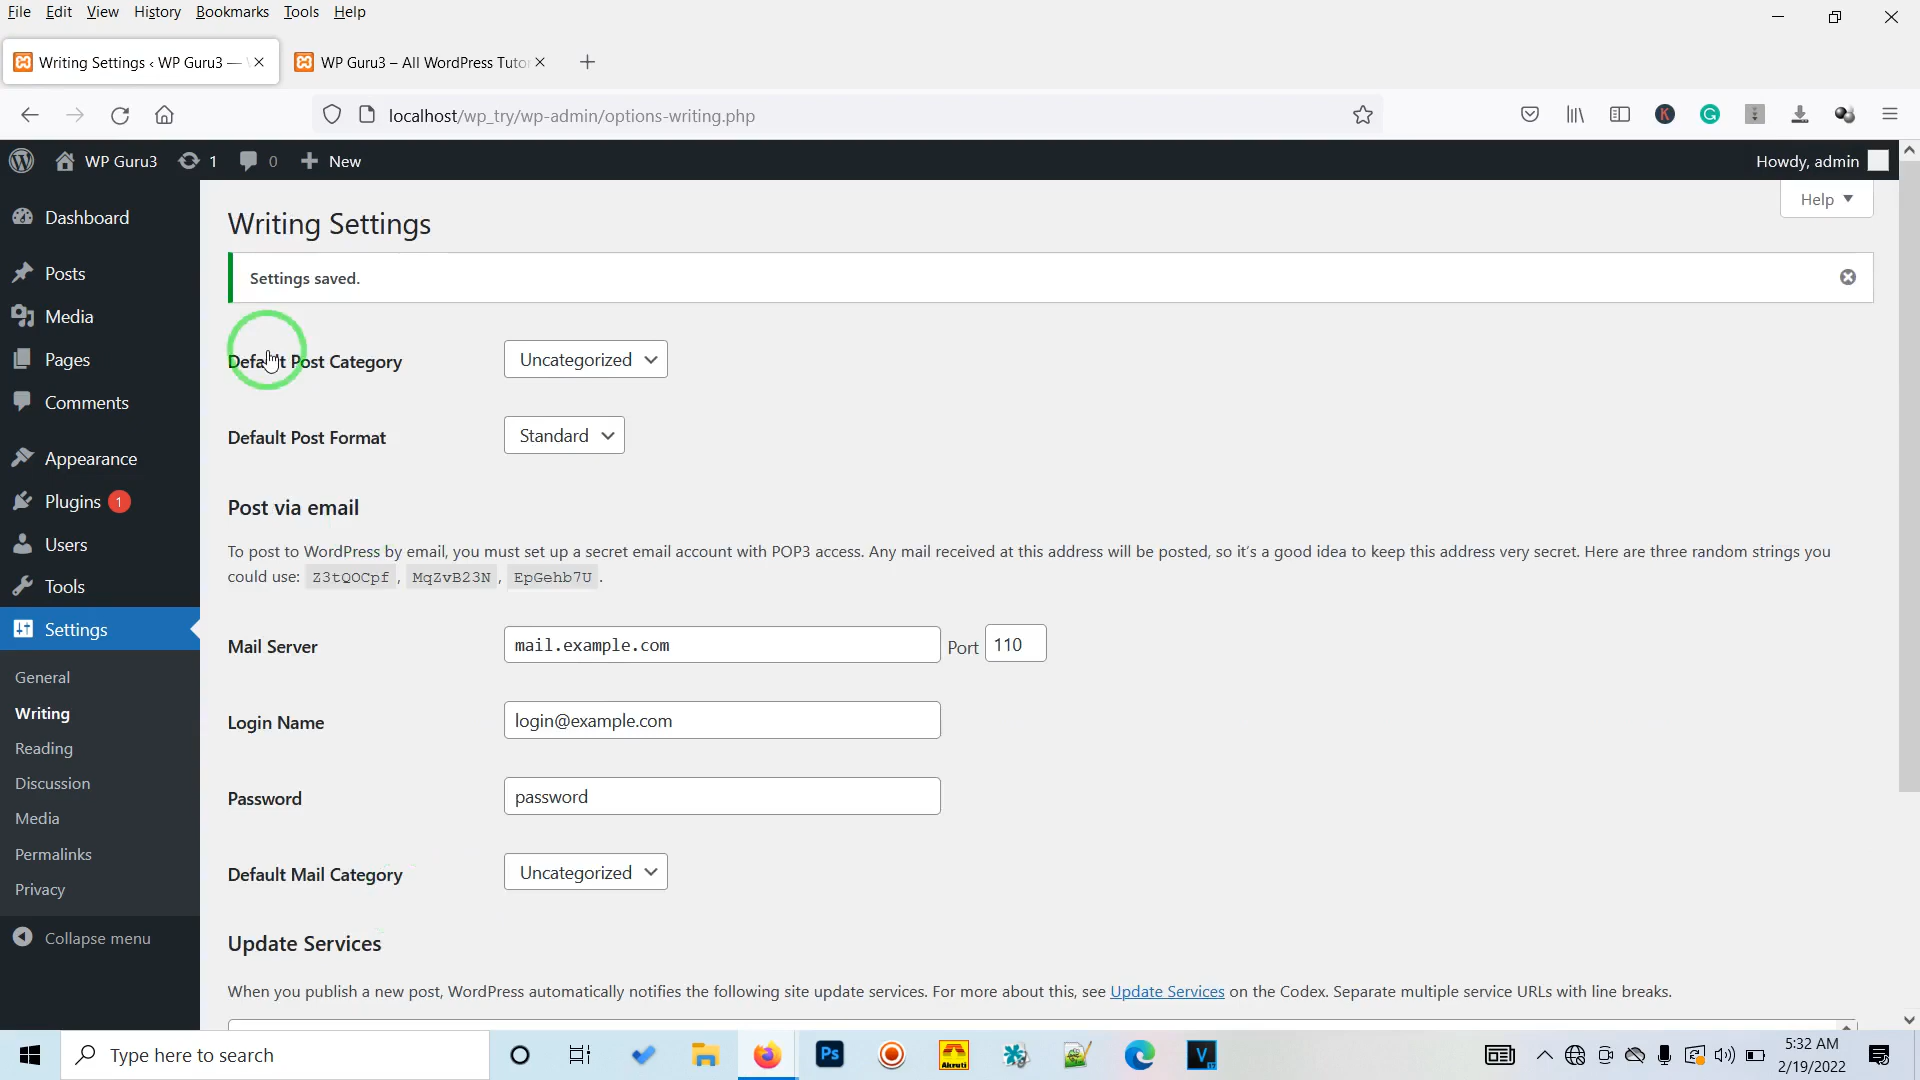 File Edit View History Bookmarks Tools Help
Writing Settings ‹ WP Guru3 —
WP Guru3 – All WordPress Tutor
localhost/wp_try/wp-admin/options-writing.php
WP Guru3 1 0 New
Howdy, admin
Dashboard
Posts
Media
Pages
Comments
Appearance
Plugins 1
Users
Tools
Settings
General
Writing
Reading
Discussion
Media
Permalinks
Privacy
Collapse menu
Help
Writing Settings
Settings saved.
Default Post Category Uncategorized
Default Post Format Standard
Post via email
To post to WordPress by email, you must set up a secret email account with POP3 access. Any mail received at this address will be posted, so it's a good idea to keep this address very secret. Here are three random strings you
could use: Z3tQOCpf , MqZvB23N , EpGehb7U .
Mail Server mail.example.com Port 110
Login Name login@example.com
Password password
Default Mail Category Uncategorized
Update Services
When you publish a new post, WordPress automatically notifies the following site update services. For more about this, see Update Services on the Codex. Separate multiple service URLs with line breaks.
Type here to search
Ps
Akruti
V
5:32 AM
2/19/2022